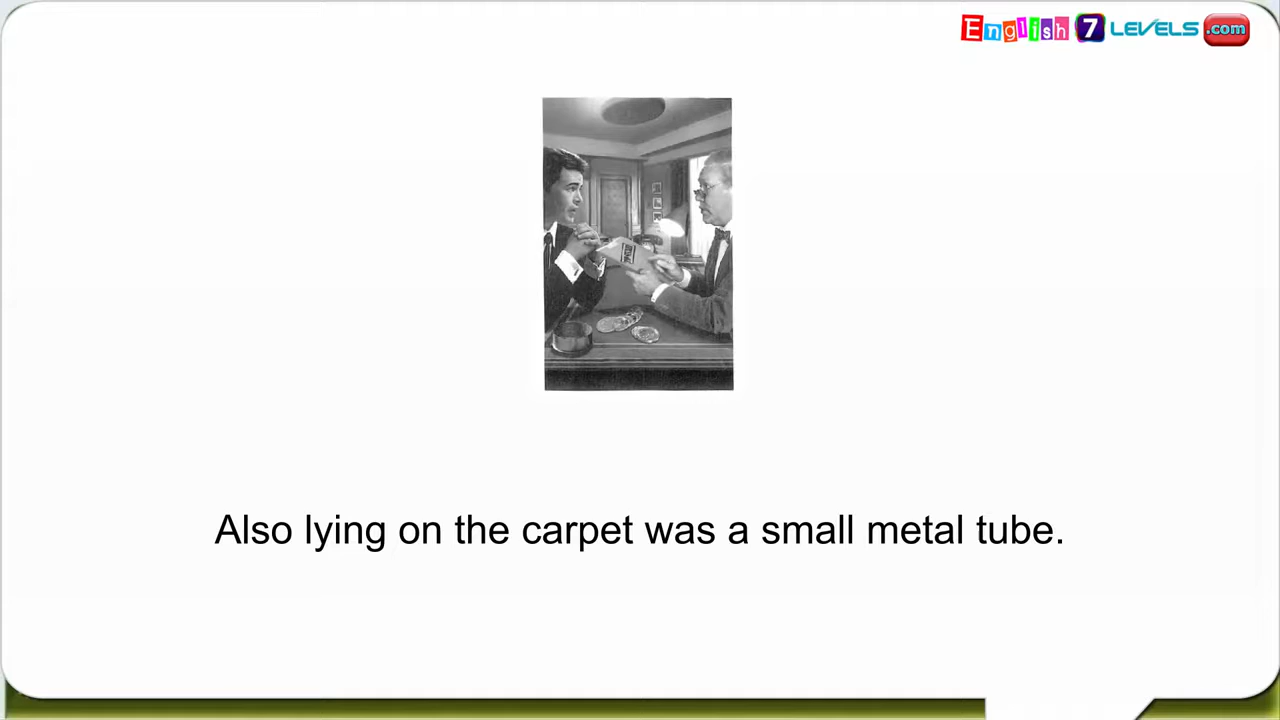 English 7 LEVELS .com
Also lying on the carpet was a small metal tube.